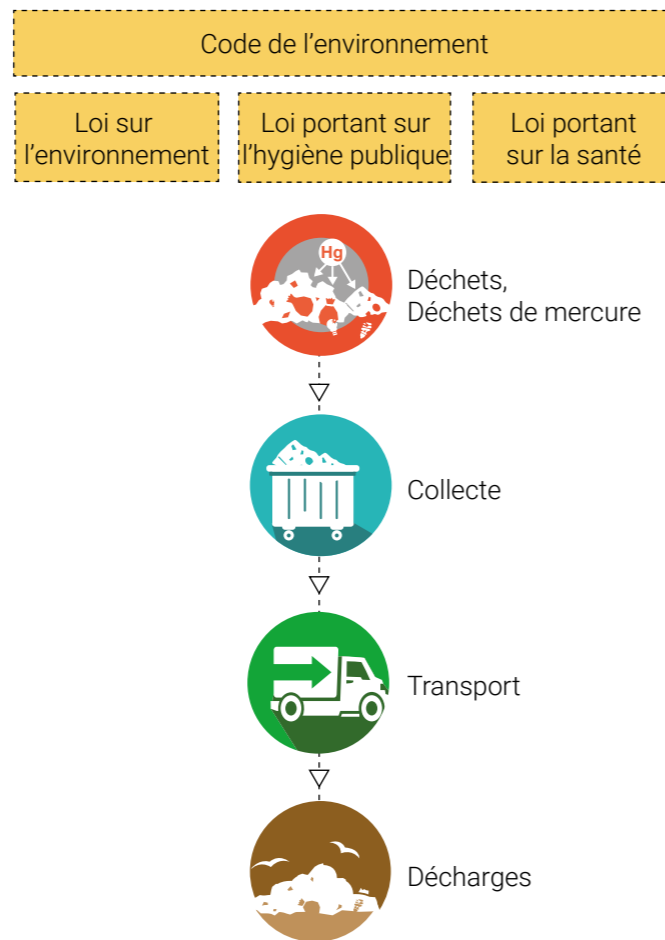 Code de l’environnement
Loi sur
l’environnement
Loi portant sur
l’hygiène publique
Loi portant
sur la santé
Hg
Déchets,
Déchets de mercure
Collecte
Transport
Décharges